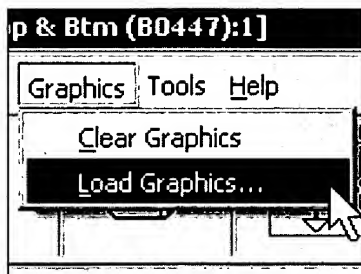 p & Btm (B0447):1]
Graphics Tools Help
Clear Graphics
Load Graphics...